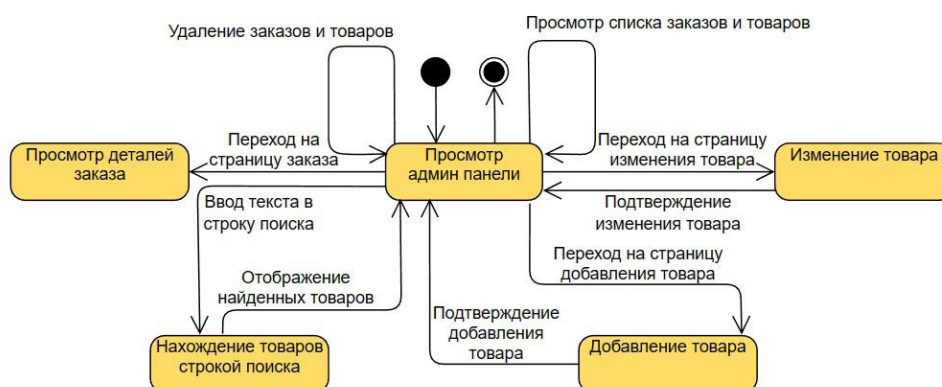 Удаление заказов и товаров
Просмотр списка заказов и товаров
Просмотр деталей
заказа
Переход на
страницу заказа
Просмотр
админ панели
Переход на страницу
изменения товара
Изменение товара
Ввод текста в
строку поиска
Подтверждение
изменения товара
Переход на страницу
добавления товара
Отображение
найденных товаров
Подтверждение
добавления
товара
Нахождение товаров
строкой поиска
Добавление товара